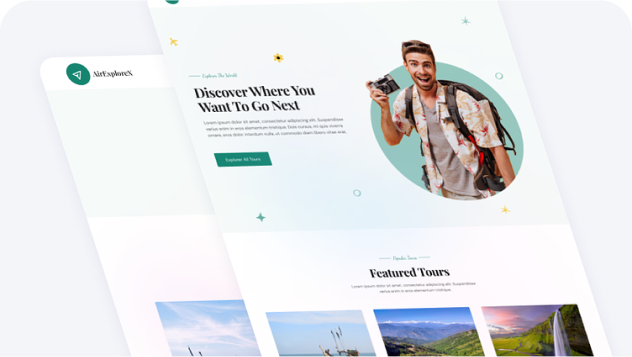 AirExploreX
Explore The World
Discover Where You
Want To Go Next
Lorem ipsum dolor sit amet, consectetur adipiscing elit. Suspendisse
varius enim in eros elementum tristique. Duis cursus, mi quis viverra
ornare, eros dolor interdum nulla, ut commodo diam libero vitae erat.
Explore All Tours
Popular Tours
Featured Tours
Lorem ipsum dolor sit amet, consectetur adipiscing elit. Suspendisse
varius enim in eros elementum tristique.